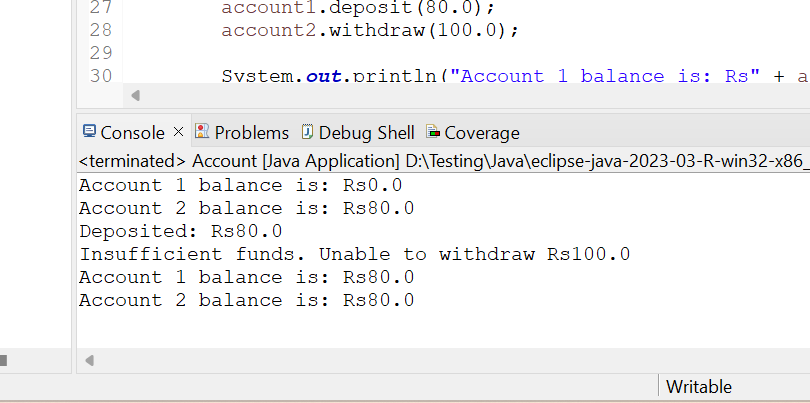 27 account1.deposit(80.0);
28 account2.withdraw(100.0);
29
30 System.out.println("Account 1 balance is: Rs" + a
Console × Problems Debug Shell Coverage
<terminated> Account [Java Application] D:\Testing\Java\eclipse-java-2023-03-R-win32-x86_
Account 1 balance is: Rs0.0
Account 2 balance is: Rs80.0
Deposited: Rs80.0
Insufficient funds. Unable to withdraw Rs100.0
Account 1 balance is: Rs80.0
Account 2 balance is: Rs80.0
Writable